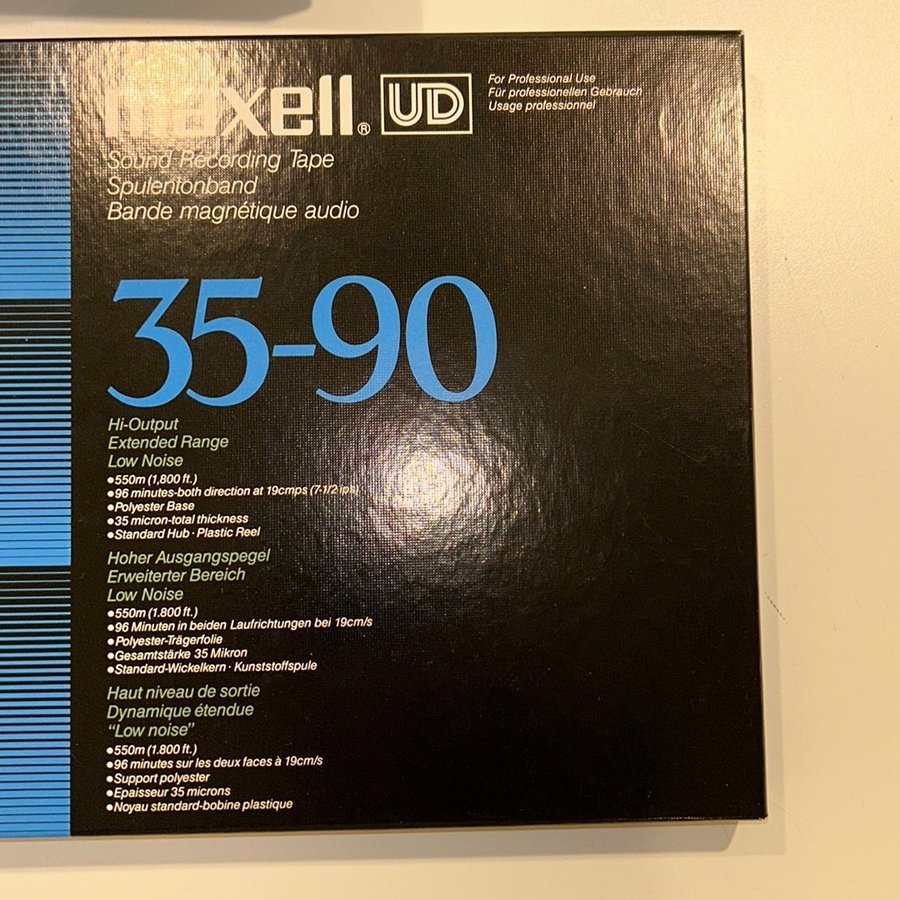 maxell® UD
For Professional Use
Für professionellen Gebrauch
Usage professionnel
Sound Recording Tape
Spulentonband
Bande magnétique audio
35-90
Hi-Output
Extended Range
Low Noise
•550m (1,800 ft.)
•96 minutes-both direction at 19cmps (7-1/2 ips)
•Polyester Base
•35 micron-total thickness
•Standard Hub · Plastic Reel
Hoher Ausgangspegel
Erweiterter Bereich
Low Noise
•550m (1.800 ft.)
•96 Minuten in beiden Laufrichtungen bei 19cm/s
•Polyester-Trägerfolie
•Gesamtstärke 35 Mikron
•Standard-Wickelkern · Kunststoffspule
Haut niveau de sortie
Dynamique étendue
“Low noise”
•550m (1.800 ft.)
•96 minutes sur les deux faces à 19cm/s
•Support polyester
•Epaisseur 35 microns
•Noyau standard-bobine plastique